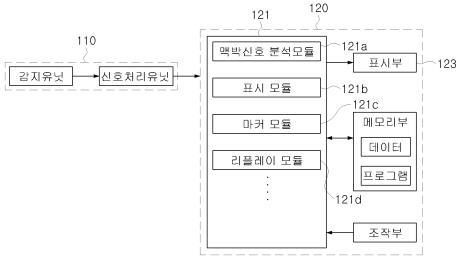 110
감지유닛
신호처리유닛
120
121
맥박신호 분석모듈
121a
표시 모듈
121b
마커 모듈
121c
리플레이 모듈
121d
표시부
123
메모리부
데이터
프로그램
조작부